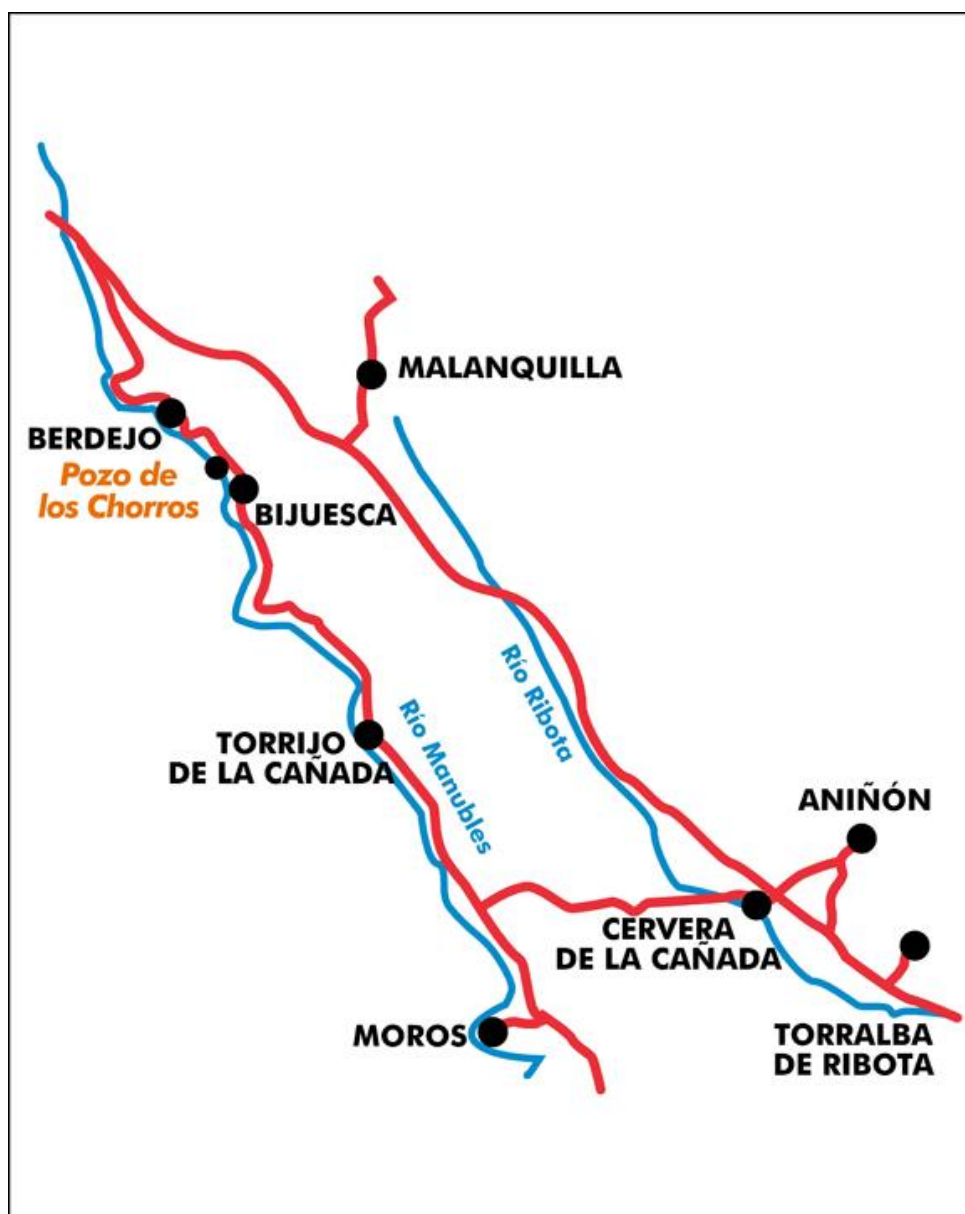 MALANQUILLA
BERDEJO
Pozo de
los Chorros
BIJUESCA
Río Ribota
Río Manubles
TORRIJO
DE LA CAÑADA
ANIÑÓN
CERVERA
DE LA CAÑADA
MOROS
TORRALBA
DE RIBOTA